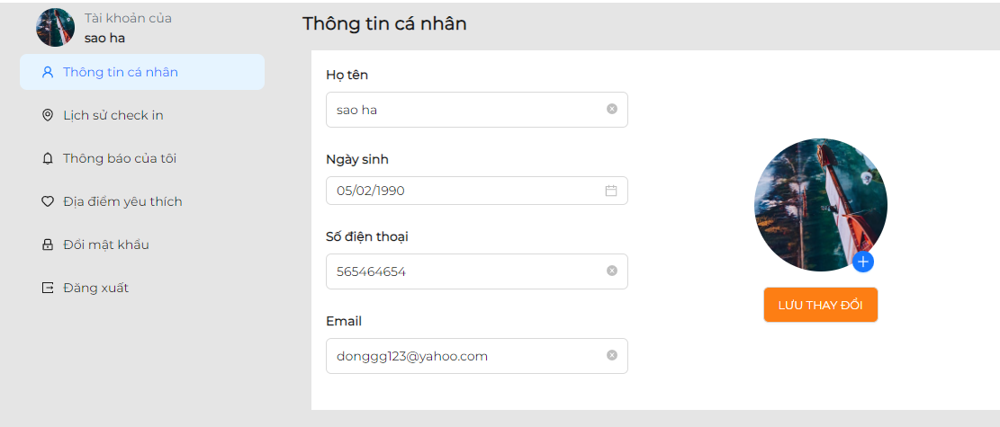 Tài khoản của
sao ha
Thông tin cá nhân
Lịch sử check in
Thông báo của tôi
Địa điểm yêu thích
Đổi mật khẩu
Đăng xuất
Thông tin cá nhân
Họ tên
sao ha
Ngày sinh
05/02/1990
Số điện thoại
565464654
Email
donggg123@yahoo.com
LƯU THAY ĐỔI